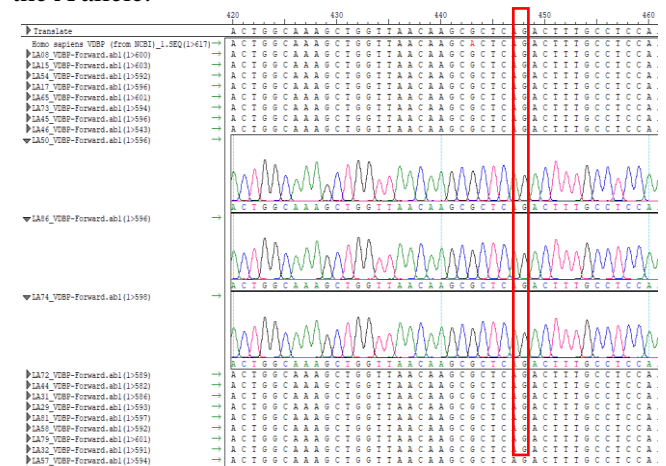 the A allele.
420 430 440 450 460
Translate A C T G G C A A A G C T G G T T A A C A A G C G C T C A G A C T T T G C C T C C A
Homo sapiens VDBP (from NCBI)_1.SEQ(1>617) → A C T G G C A A A G C T G G T T A A C A A G C A C T C A G A C T T T G C C T C C A .
LA08_VDBP-Forward.ab1(1>600) → A C T G G C A A A G C T G G T T A A C A A G C G C T C A G A C T T T G C C T C C A .
LA15_VDBP-Forward.ab1(1>603) → A C T G G C A A A G C T G G T T A A C A A G C G C T C A G A C T T T G C C T C C A .
LA54_VDBP-Forward.ab1(1>592) → A C T G G C A A A G C T G G T T A A C A A G C G C T C A G A C T T T G C C T C C A .
LA17_VDBP-Forward.ab1(1>596) → A C T G G C A A A G C T G G T T A A C A A G C G C T C A G A C T T T G C C T C C A .
LA65_VDBP-Forward.ab1(1>601) → A C T G G C A A A G C T G G T T A A C A A G C G C T C A G A C T T T G C C T C C A .
LA73_VDBP-Forward.ab1(1>594) → A C T G G C A A A G C T G G T T A A C A A G C G C T C A G A C T T T G C C T C C A .
LA45_VDBP-Forward.ab1(1>596) → A C T G G C A A A G C T G G T T A A C A A G C G C T C A G A C T T T G C C T C C A .
LA46_VDBP-Forward.ab1(1>543) → A C T G G C A A A G C T G G T T A A C A A G C G C T C A G A C T T T G C C T C C A .
LA50_VDBP-Forward.ab1(1>596) →
A C T G G C A A A G C T G G T T A A C A A G C G C T C A G A C T T T G C C T C C A .
LA86_VDBP-Forward.ab1(1>596) →
A C T G G C A A A G C T G G T T A A C A A G C G C T C A G A C T T T G C C T C C A .
LA74_VDBP-Forward.ab1(1>598) →
A C T G G C A A A G C T G G T T A A C A A G C G C T C A G A C T T T G C C T C C A .
LA72_VDBP-Forward.ab1(1>589) → A C T G G C A A A G C T G G T T A A C A A G C G C T C A G A C T T T G C C T C C A .
LA44_VDBP-Forward.ab1(1>582) → A C T G G C A A A G C T G G T T A A C A A G C G C T C A G A C T T T G C C T C C A .
LA31_VDBP-Forward.ab1(1>586) → A C T G G C A A A G C T G G T T A A C A A G C G C T C A G A C T T T G C C T C C A .
LA29_VDBP-Forward.ab1(1>593) → A C T G G C A A A G C T G G T T A A C A A G C G C T C A G A C T T T G C C T C C A .
LA81_VDBP-Forward.ab1(1>597) → A C T G G C A A A G C T G G T T A A C A A G C G C T C A G A C T T T G C C T C C A .
LA58_VDBP-Forward.ab1(1>592) → A C T G G C A A A G C T G G T T A A C A A G C G C T C A G A C T T T G C C T C C A .
LA79_VDBP-Forward.ab1(1>601) → A C T G G C A A A G C T G G T T A A C A A G C G C T C A G A C T T T G C C T C C A .
LA32_VDBP-Forward.ab1(1>591) → A C T G G C A A A G C T G G T T A A C A A G C G C T C A G A C T T T G C C T C C A .
LA57_VDBP-Forward.ab1(1>594) → A C T G G C A A A G C T G G T T A A C A A G C G C T C A G A C T T T G C C T C C A .